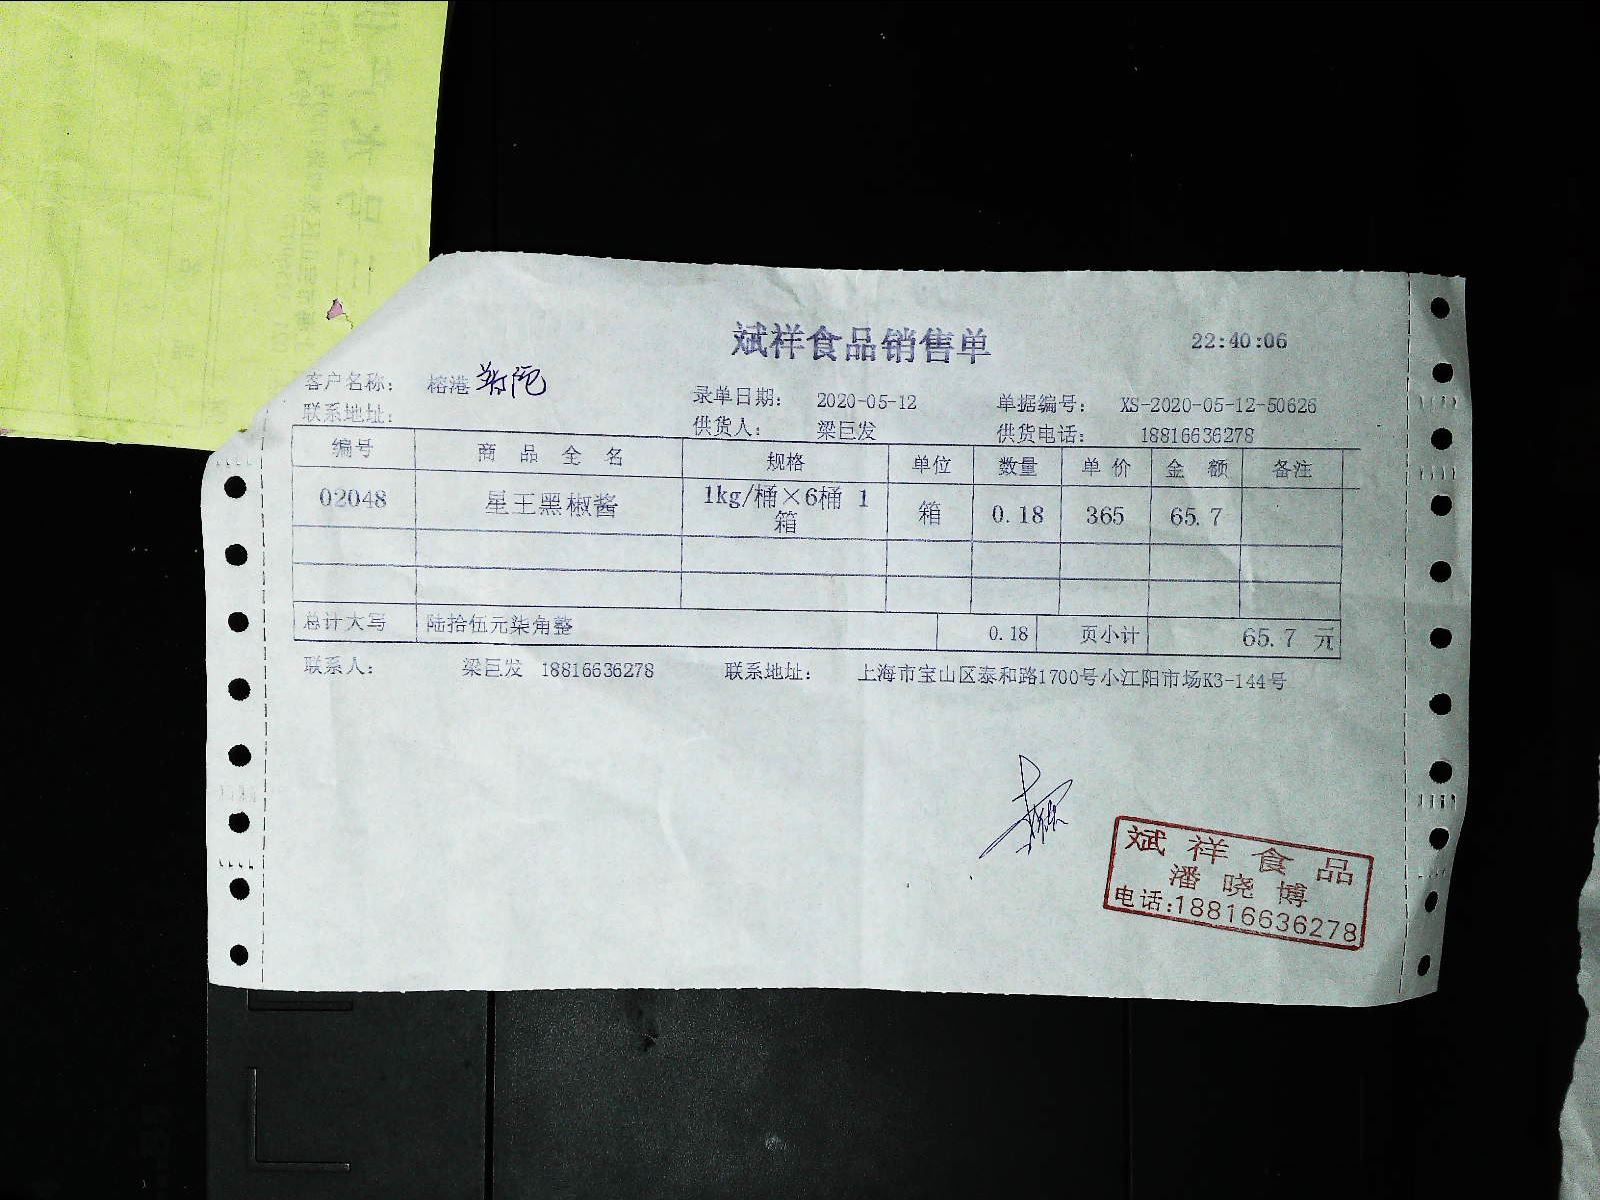 斌祥食品销售单
22:40:06
客户名称： 榕港
录单日期： 2020-05-12
单据编号： XS-2020-05-12-50626
联系地址：
供货人： 梁巨发
供货电话： 18816636278
编号 商品全名 规格 单位 数量 单价 金额 备注
02048 星王黑椒酱 1kg/桶×6桶 1 箱 0.18 365 65.7
箱
总计大写 陆拾伍元柒角整 0.18 页小计 65.7 元
联系人： 梁巨发 18816636278 联系地址： 上海市宝山区泰和路1700号小江阳市场K3-144号
斌祥食品
潘晓博
电话:18816636278